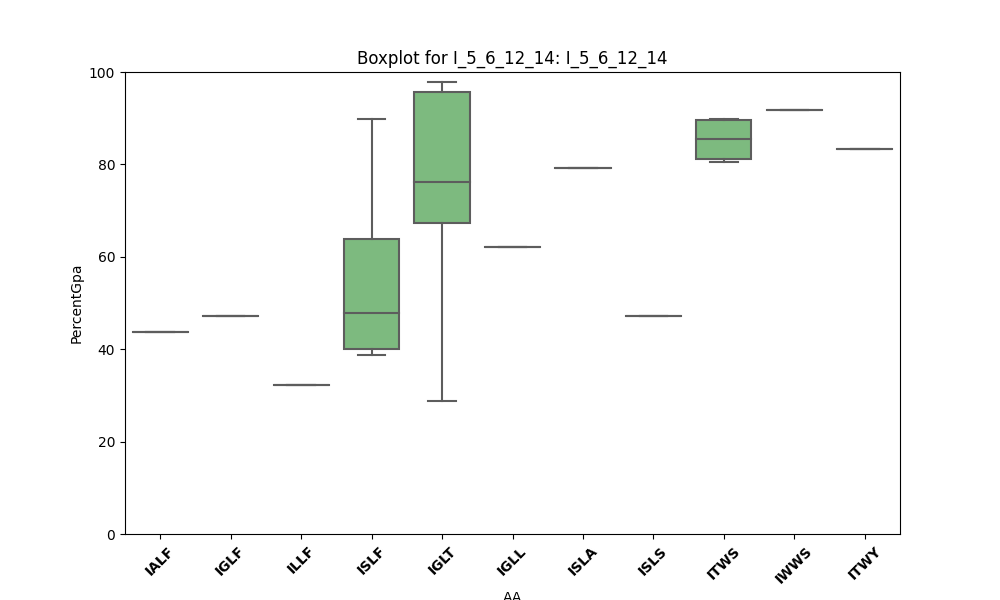 Boxplot for I_5_6_12_14: I_5_6_12_14
100
80
60
40
20
0
PercentGpa
IALF
IGLF
ILLF
ISLF
IGLT
IGLL
ISLA
ISLS
ITWS
IWWS
ITWY
AA